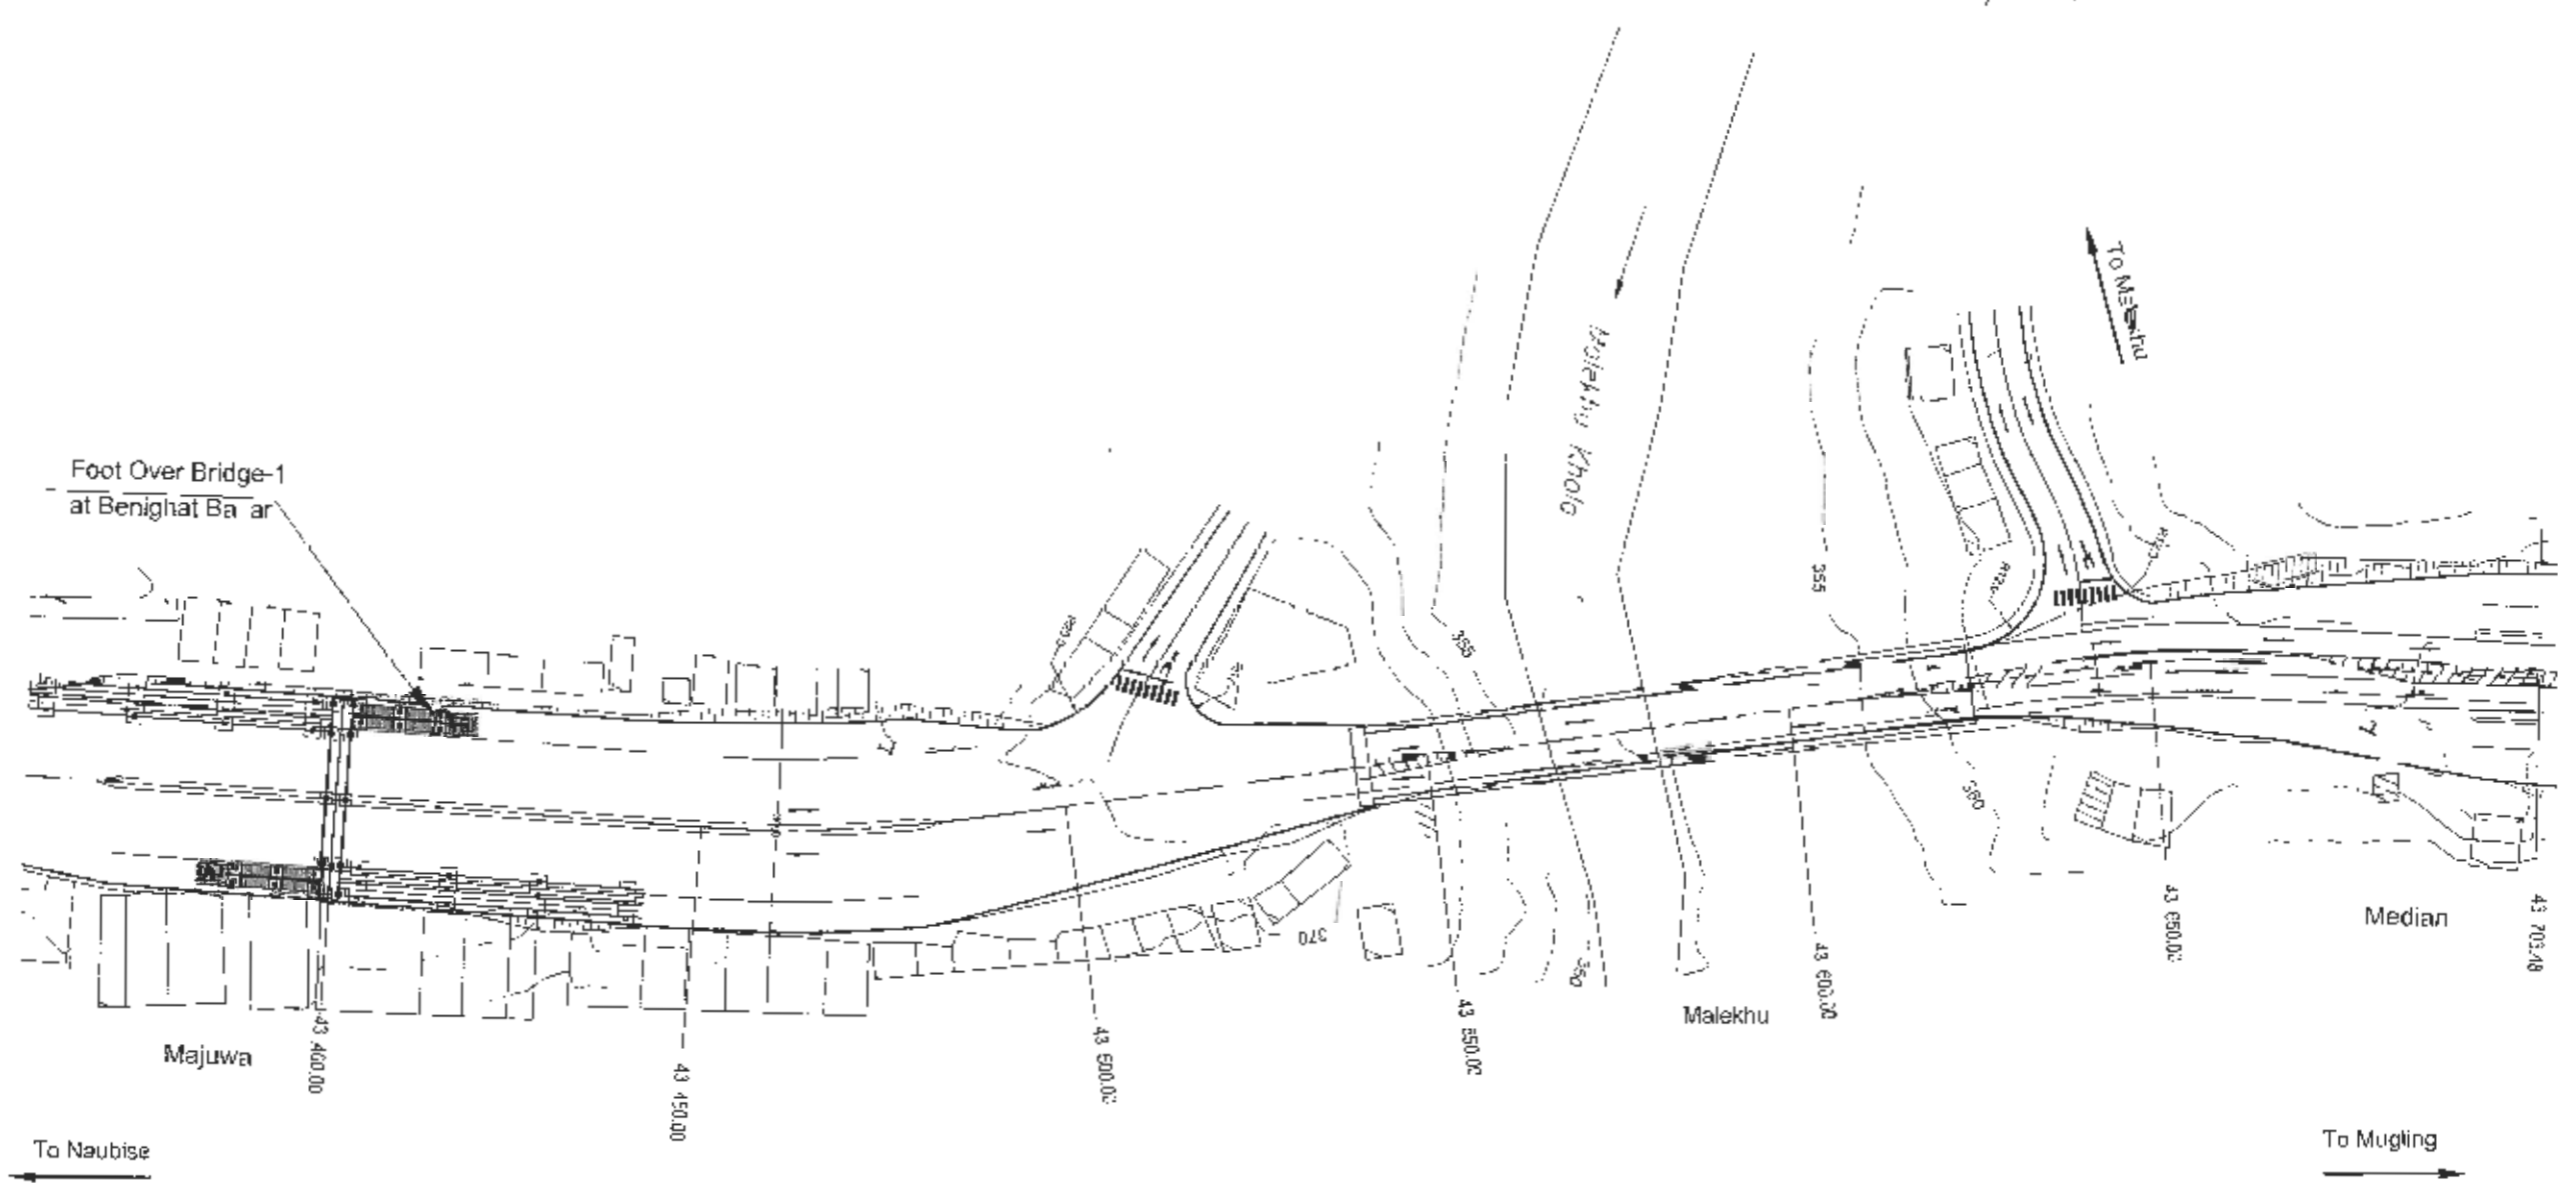 To Malekhu
Foot Over Bridge-1
at Benighat Ba ar
Malekhu Khola
355
365
360
370
350
Median
Malekhu
Majuwa
43 400.00
43 450.00
43 500.00
43 550.00
43 600.00
43 650.00
43 703.48
To Naubise
To Mugling